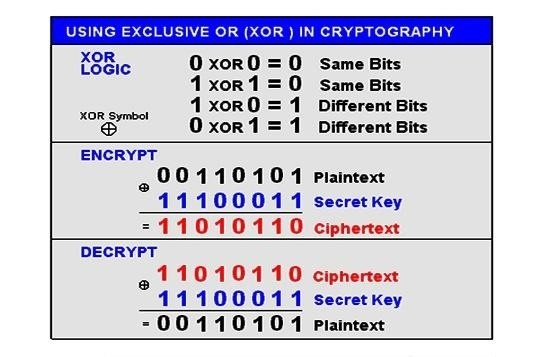 USING EXCLUSIVE OR (XOR ) IN CRYPTOGRAPHY
XOR LOGIC
0 XOR 0 = 0 Same Bits
1 XOR 1 = 0 Same Bits
1 XOR 0 = 1 Different Bits
0 XOR 1 = 1 Different Bits
XOR Symbol
⊕
ENCRYPT
00110101 Plaintext
⊕ 11100011 Secret Key
= 11010110 Ciphertext
DECRYPT
11010110 Ciphertext
⊕ 11100011 Secret Key
= 00110101 Plaintext